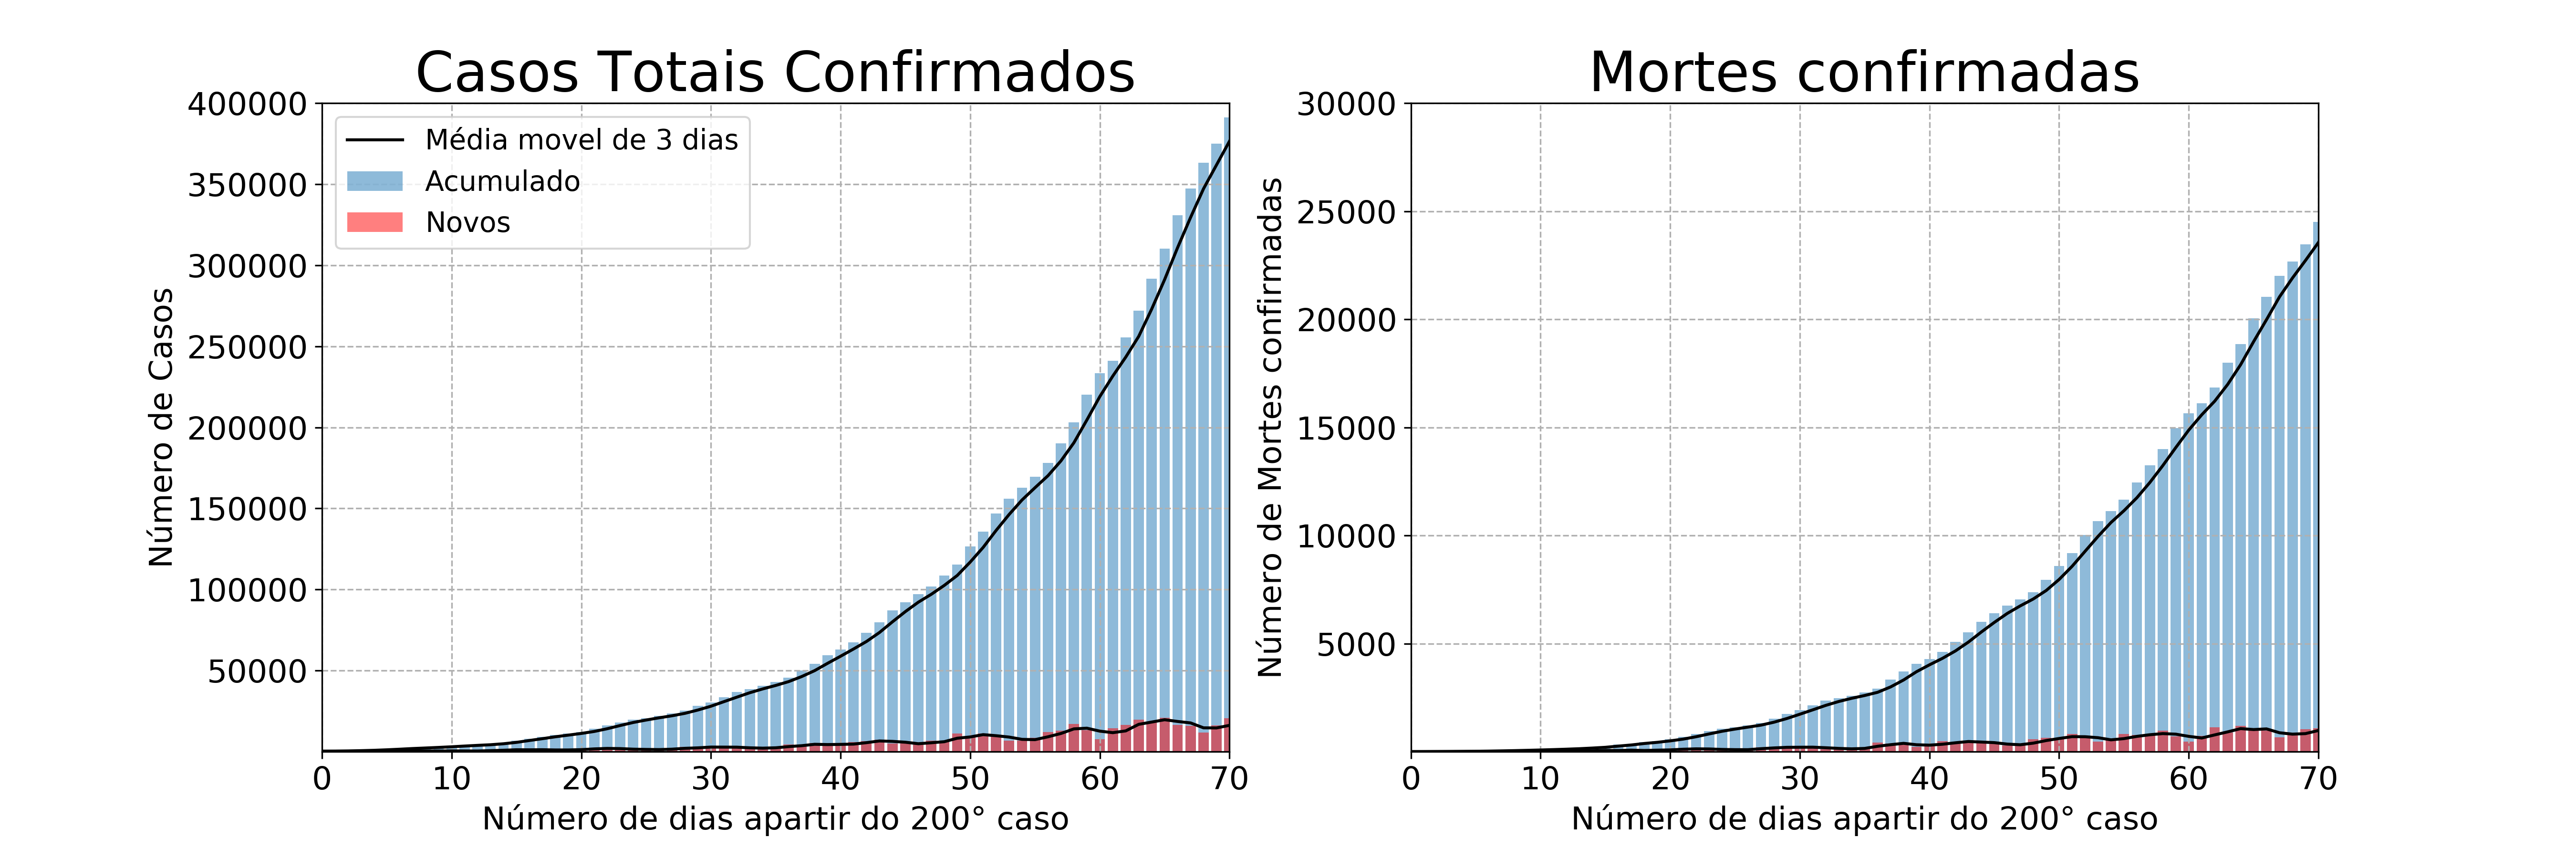 Casos Totais Confirmados
400000
350000
300000
250000
200000
150000
100000
50000
Número de Casos
Média movel de 3 dias
Acumulado
Novos
0 10 20 30 40 50 60 70
Número de dias apartir do 200° caso
Mortes confirmadas
30000
25000
20000
15000
10000
5000
Número de Mortes confirmadas
0 10 20 30 40 50 60 70
Número de dias apartir do 200° caso